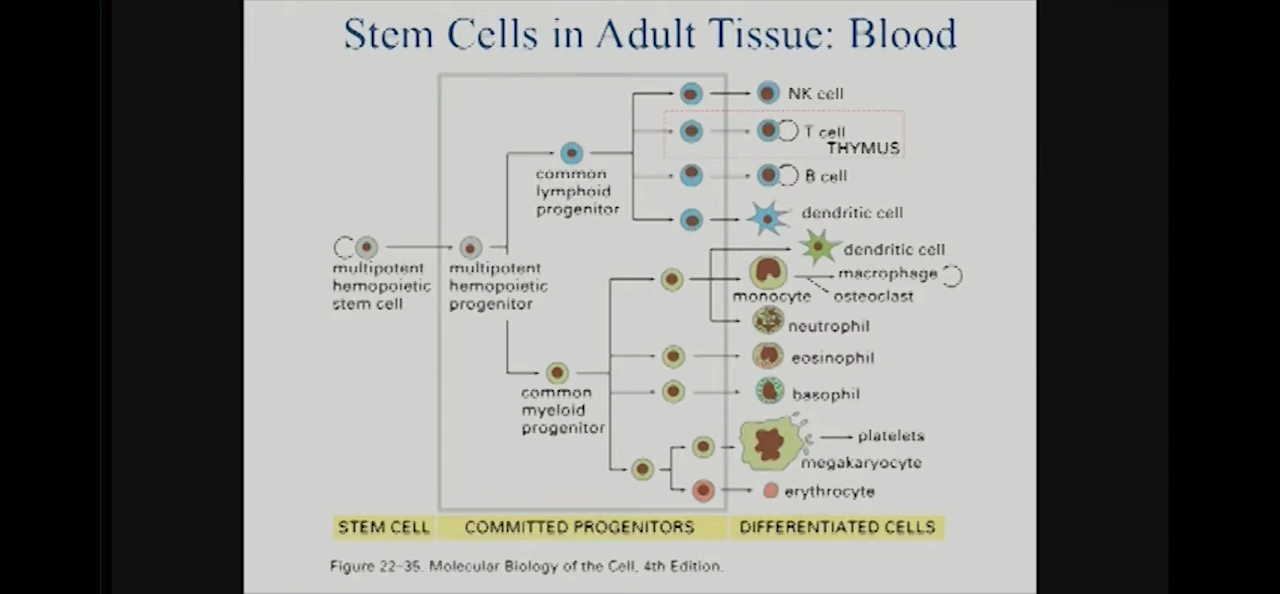 Stem Cells in Adult Tissue: Blood
NK cell
T cell
THYMUS
common
lymphoid
progenitor
B cell
dendritic cell
multipotent
hemopoietic
stem cell
multipotent
hemopoietic
progenitor
dendritic cell
macrophage
monocyte
osteoclast
neutrophil
eosinophil
common
myeloid
progenitor
basophil
platelets
megakaryocyte
erythrocyte
STEM CELL
COMMITTED PROGENITORS
DIFFERENTIATED CELLS
Figure 22-35. Molecular Biology of the Cell, 4th Edition.